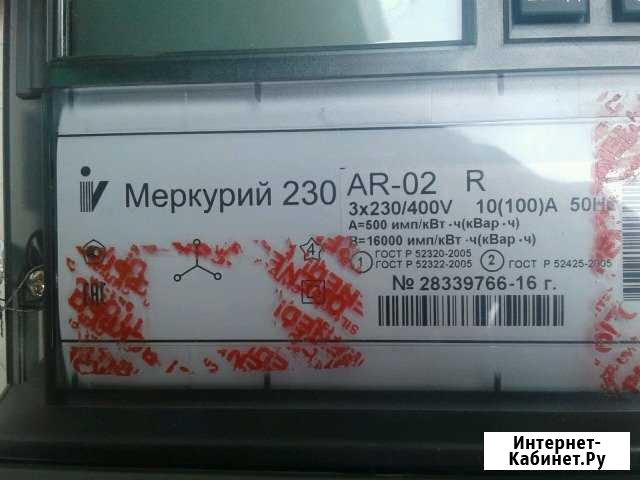 Меркурий 230 AR-02 R
3x230/400V 10(100)A 50Hz
A=500 имп/кВт·ч(кВар·ч)
B=16000 имп/кВт·ч(кВар·ч)
4
1 ГОСТ Р 52320-2005
ГОСТ Р 52322-2005
2 ГОСТ Р 52425-2005
№ 28339766-16 г.
Интернет-
Кабинет.Ру